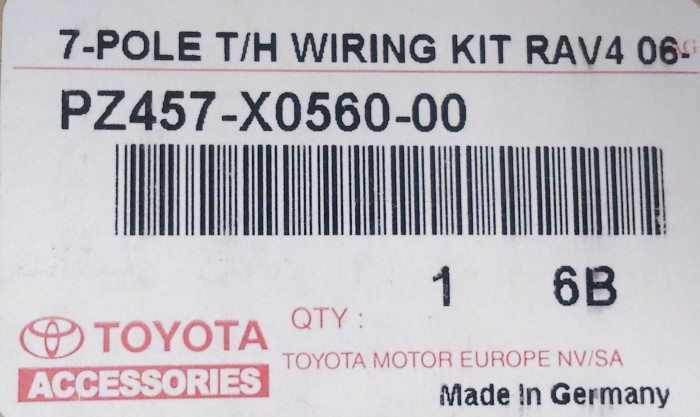 7-POLE T/H WIRING KIT RAV4 06-
AG
PZ457-X0560-00
1 6B
QTY :
TOYOTA
TOYOTA MOTOR EUROPE NV/SA
ACCESSORIES
Made In Germany